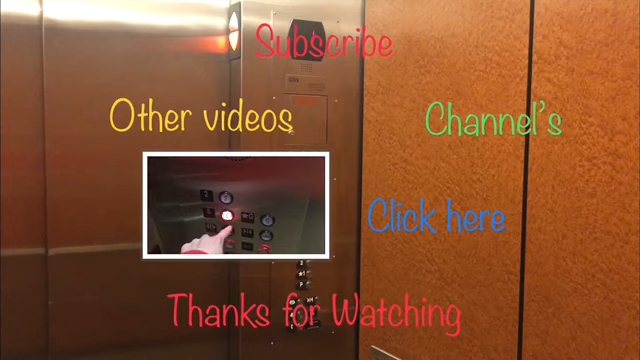 Subscribe
Other videos
Channel's
Click here
Thanks for Watching